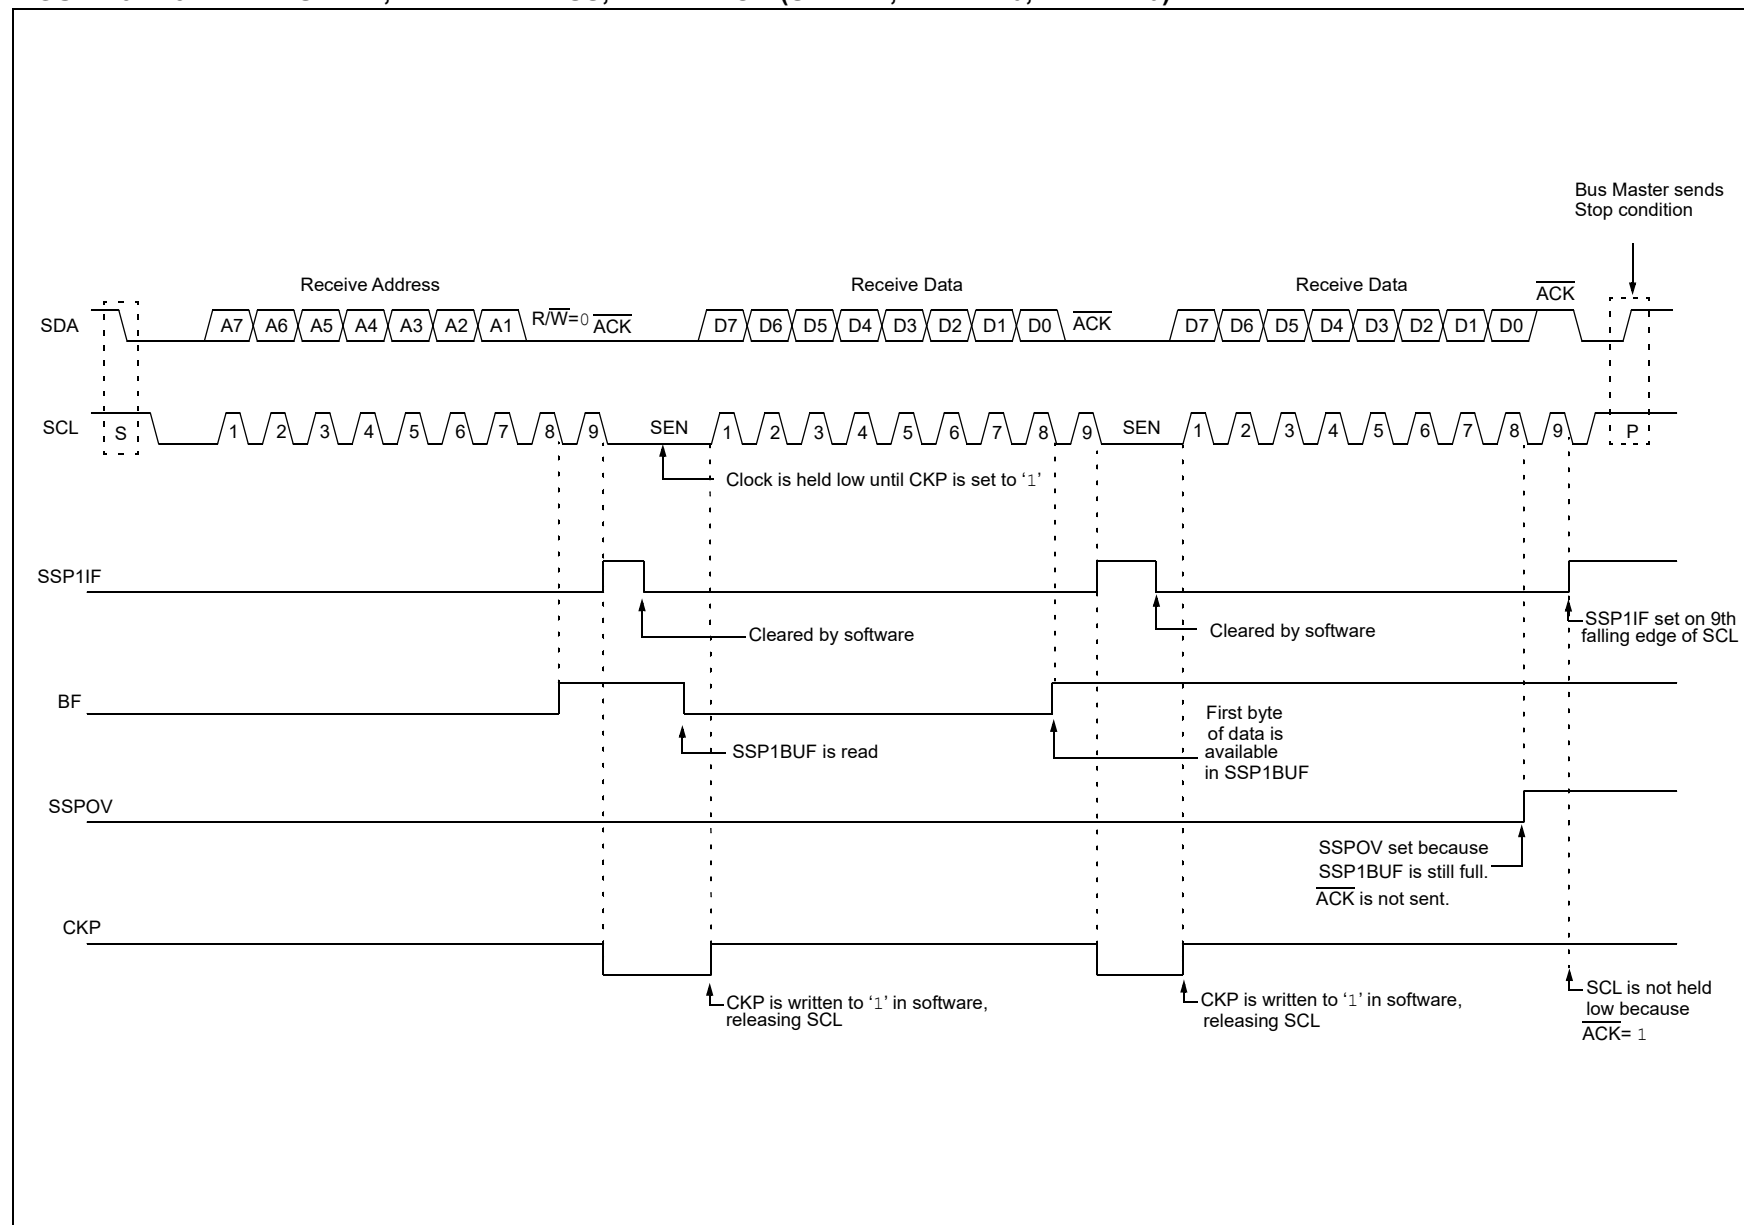 Bus Master sends
Stop condition
Receive Address
Receive Data
Receive Data
ACK
SDA
A7 A6 A5 A4 A3 A2 A1 R/W=0 ACK D7 D6 D5 D4 D3 D2 D1 D0 ACK D7 D6 D5 D4 D3 D2 D1 D0
SCL
S 1 2 3 4 5 6 7 8 9 SEN 1 2 3 4 5 6 7 8 9 SEN 1 2 3 4 5 6 7 8 9 P
Clock is held low until CKP is set to ‘1’
SSP1IF
Cleared by software
Cleared by software
SSP1IF set on 9th
falling edge of SCL
BF
SSP1BUF is read
First byte
of data is
available
in SSP1BUF
SSPOV
SSPOV set because
SSP1BUF is still full.
ACK is not sent.
CKP
CKP is written to ‘1’ in software,
releasing SCL
CKP is written to ‘1’ in software,
releasing SCL
SCL is not held
low because
ACK= 1